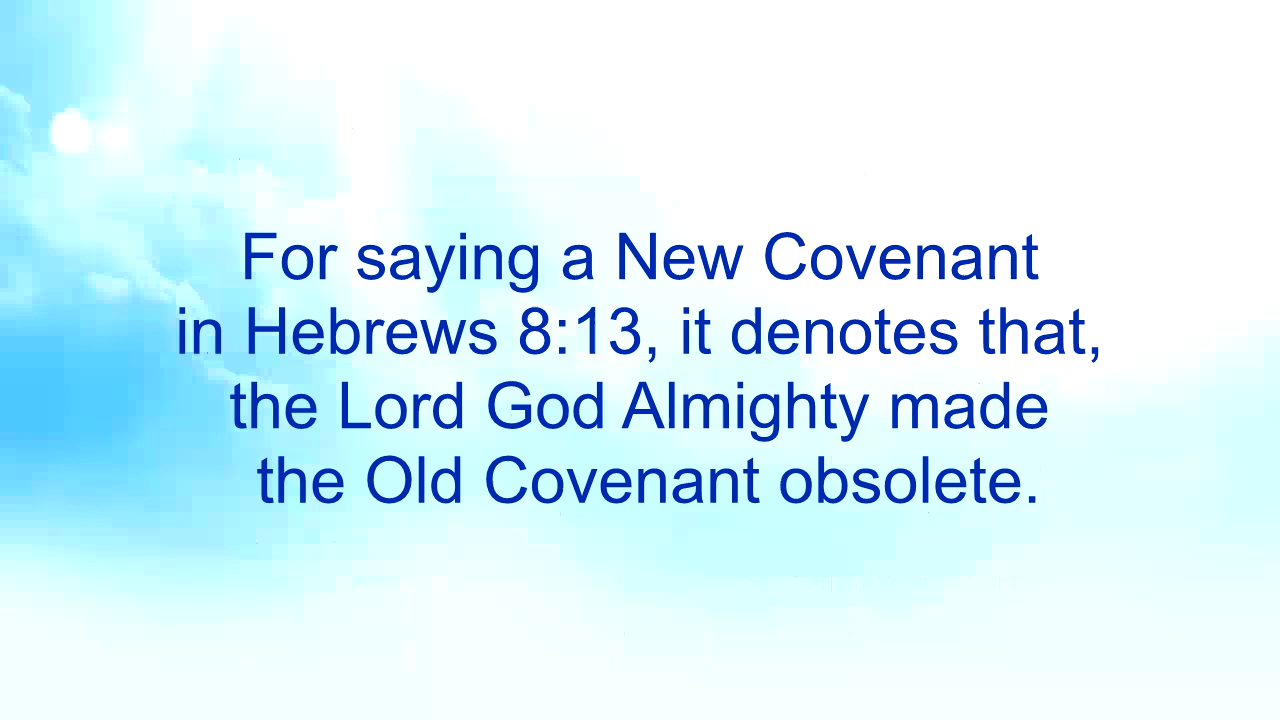 For saying a New Covenant
in Hebrews 8:13, it denotes that,
the Lord God Almighty made
the Old Covenant obsolete.